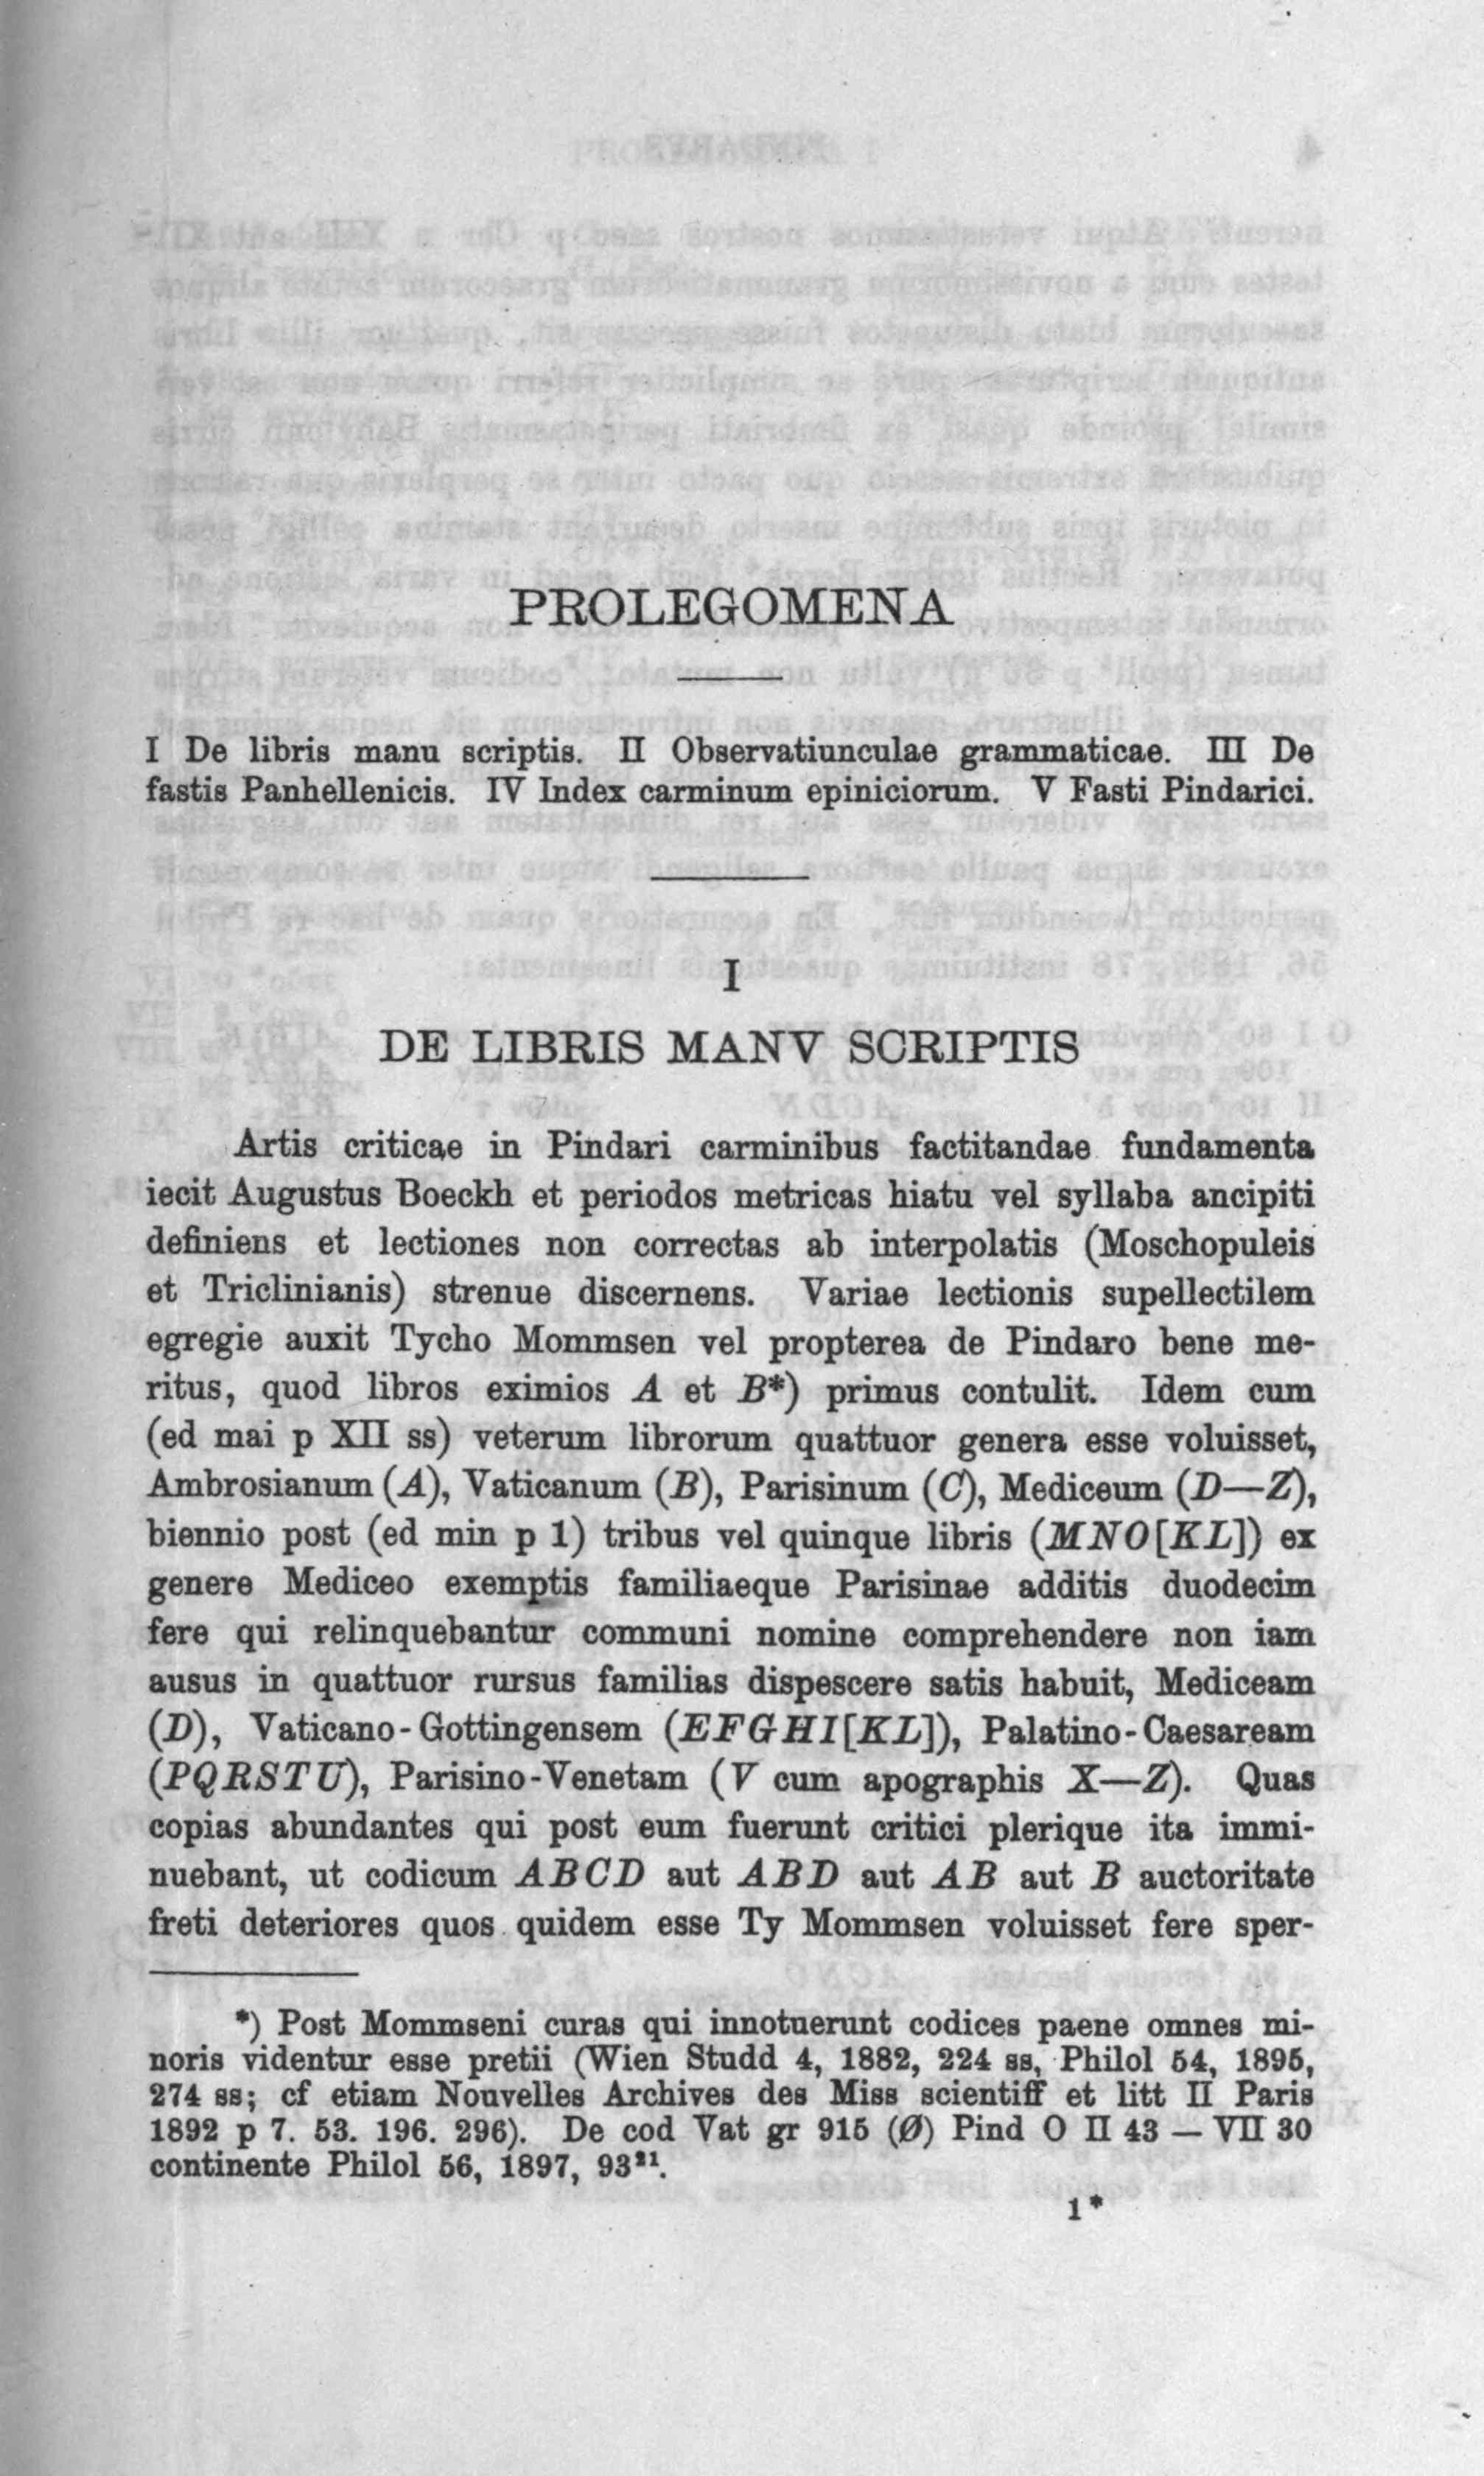 PROLEGOMENA
I De libris manu scriptis. II Observatiunculae grammaticae. III De
fastis Panhellenicis. IV Index carminum epiniciorum. V Fasti Pindarici.
I
DE LIBRIS MANV SCRIPTIS
Artis criticae in Pindari carminibus factitandae fundamenta
iecit Augustus Boeckh et periodos metricas hiatu vel syllaba ancipiti
definiens et lectiones non correctas ab interpolatis (Moschopuleis
et Triclinianis) strenue discernens. Variae lectionis supellectilem
egregie auxit Tycho Mommsen vel propterea de Pindaro bene me-
ritus, quod libros eximios A et B*) primus contulit. Idem cum
(ed mai p XII ss) veterum librorum quattuor genera esse voluisset,
Ambrosianum (A), Vaticanum (B), Parisinum (C), Mediceum (D—Z),
biennio post (ed min p 1) tribus vel quinque libris (MNO[KL]) ex
genere Mediceo exemptis familiaeque Parisinae additis duodecim
fere qui relinquebantur communi nomine comprehendere non iam
ausus in quattuor rursus familias dispescere satis habuit, Mediceam
(D), Vaticano-Gottingensem (EFGHI[KL]), Palatino-Caesaream
(PQRSTU), Parisino-Venetam (V cum apographis X—Z). Quas
copias abundantes qui post eum fuerunt critici plerique ita immi-
nuebant, ut codicum ABCD aut ABD aut AB aut B auctoritate
freti deteriores quos quidem esse Ty Mommsen voluisset fere sper-
*) Post Mommseni curas qui innotuerunt codices paene omnes mi-
noris videntur esse pretii (Wien Studd 4, 1882, 224 ss, Philol 54, 1895,
274 ss; cf etiam Nouvelles Archives des Miss scientiff et litt II Paris
1892 p 7. 53. 196. 296). De cod Vat gr 915 (Ø) Pind O II 43 — VII 30
continente Philol 56, 1897, 93²¹.
1*